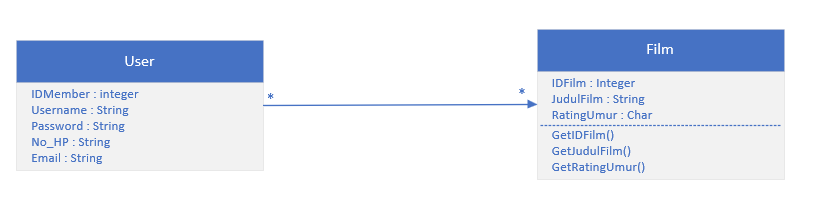 User
IDMember : integer
Username : String
Password : String
No_HP : String
Email : String
*
*
Film
IDFilm : Integer
JudulFilm : String
RatingUmur : Char
GetIDFilm()
GetJudulFilm()
GetRatingUmur()